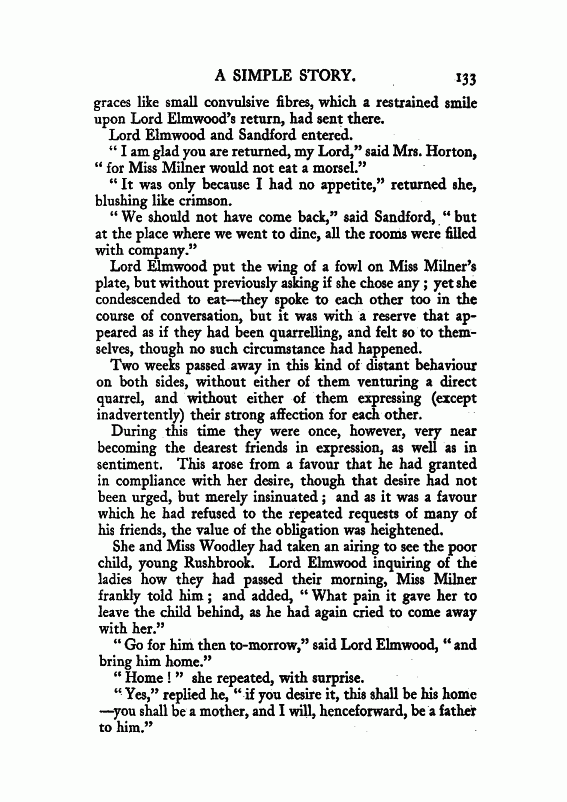 A SIMPLE STORY. 133
graces like small convulsive fibres, which a restrained smile
upon Lord Elmwood's return, had sent there.
Lord Elmwood and Sandford entered.
“ I am glad you are returned, my Lord,” said Mrs. Horton,
“ for Miss Milner would not eat a morsel.”
“ It was only because I had no appetite,” returned she,
blushing like crimson.
“ We should not have come back,” said Sandford, “ but
at the place where we went to dine, all the rooms were filled
with company.”
Lord Elmwood put the wing of a fowl on Miss Milner's
plate, but without previously asking if she chose any ; yet she
condescended to eat—they spoke to each other too in the
course of conversation, but it was with a reserve that ap-
peared as if they had been quarrelling, and felt so to them-
selves, though no such circumstance had happened.
Two weeks passed away in this kind of distant behaviour
on both sides, without either of them venturing a direct
quarrel, and without either of them expressing (except
inadvertently) their strong affection for each other.
During this time they were once, however, very near
becoming the dearest friends in expression, as well as in
sentiment. This arose from a favour that he had granted
in compliance with her desire, though that desire had not
been urged, but merely insinuated ; and as it was a favour
which he had refused to the repeated requests of many of
his friends, the value of the obligation was heightened.
She and Miss Woodley had taken an airing to see the poor
child, young Rushbrook. Lord Elmwood inquiring of the
ladies how they had passed their morning, Miss Milner
frankly told him ; and added, “ What pain it gave her to
leave the child behind, as he had again cried to come away
with her.”
“ Go for him then to-morrow,” said Lord Elmwood, “ and
bring him home.”
“ Home ! ” she repeated, with surprise.
“ Yes,” replied he, “ if you desire it, this shall be his home
—you shall be a mother, and I will, henceforward, be a father
to him.”